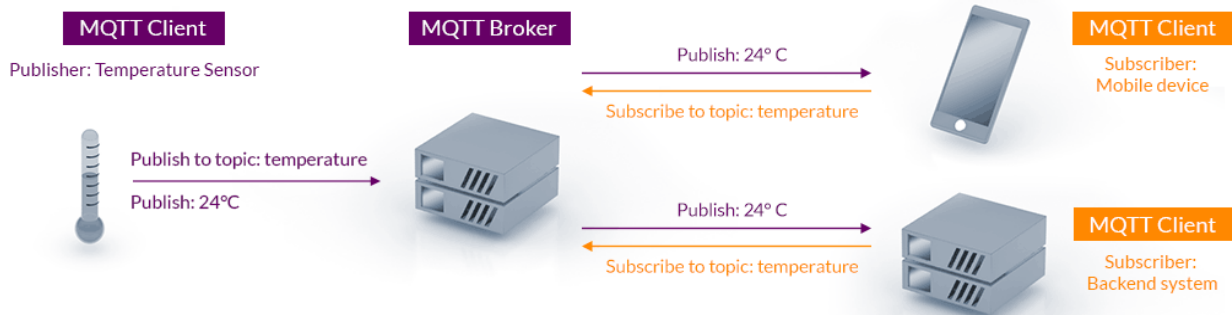 MQTT Client
Publisher: Temperature Sensor
Publish to topic: temperature
Publish: 24°C
MQTT Broker
Publish: 24° C
Subscribe to topic: temperature
MQTT Client
Subscriber:
Mobile device
Publish: 24° C
Subscribe to topic: temperature
MQTT Client
Subscriber:
Backend system